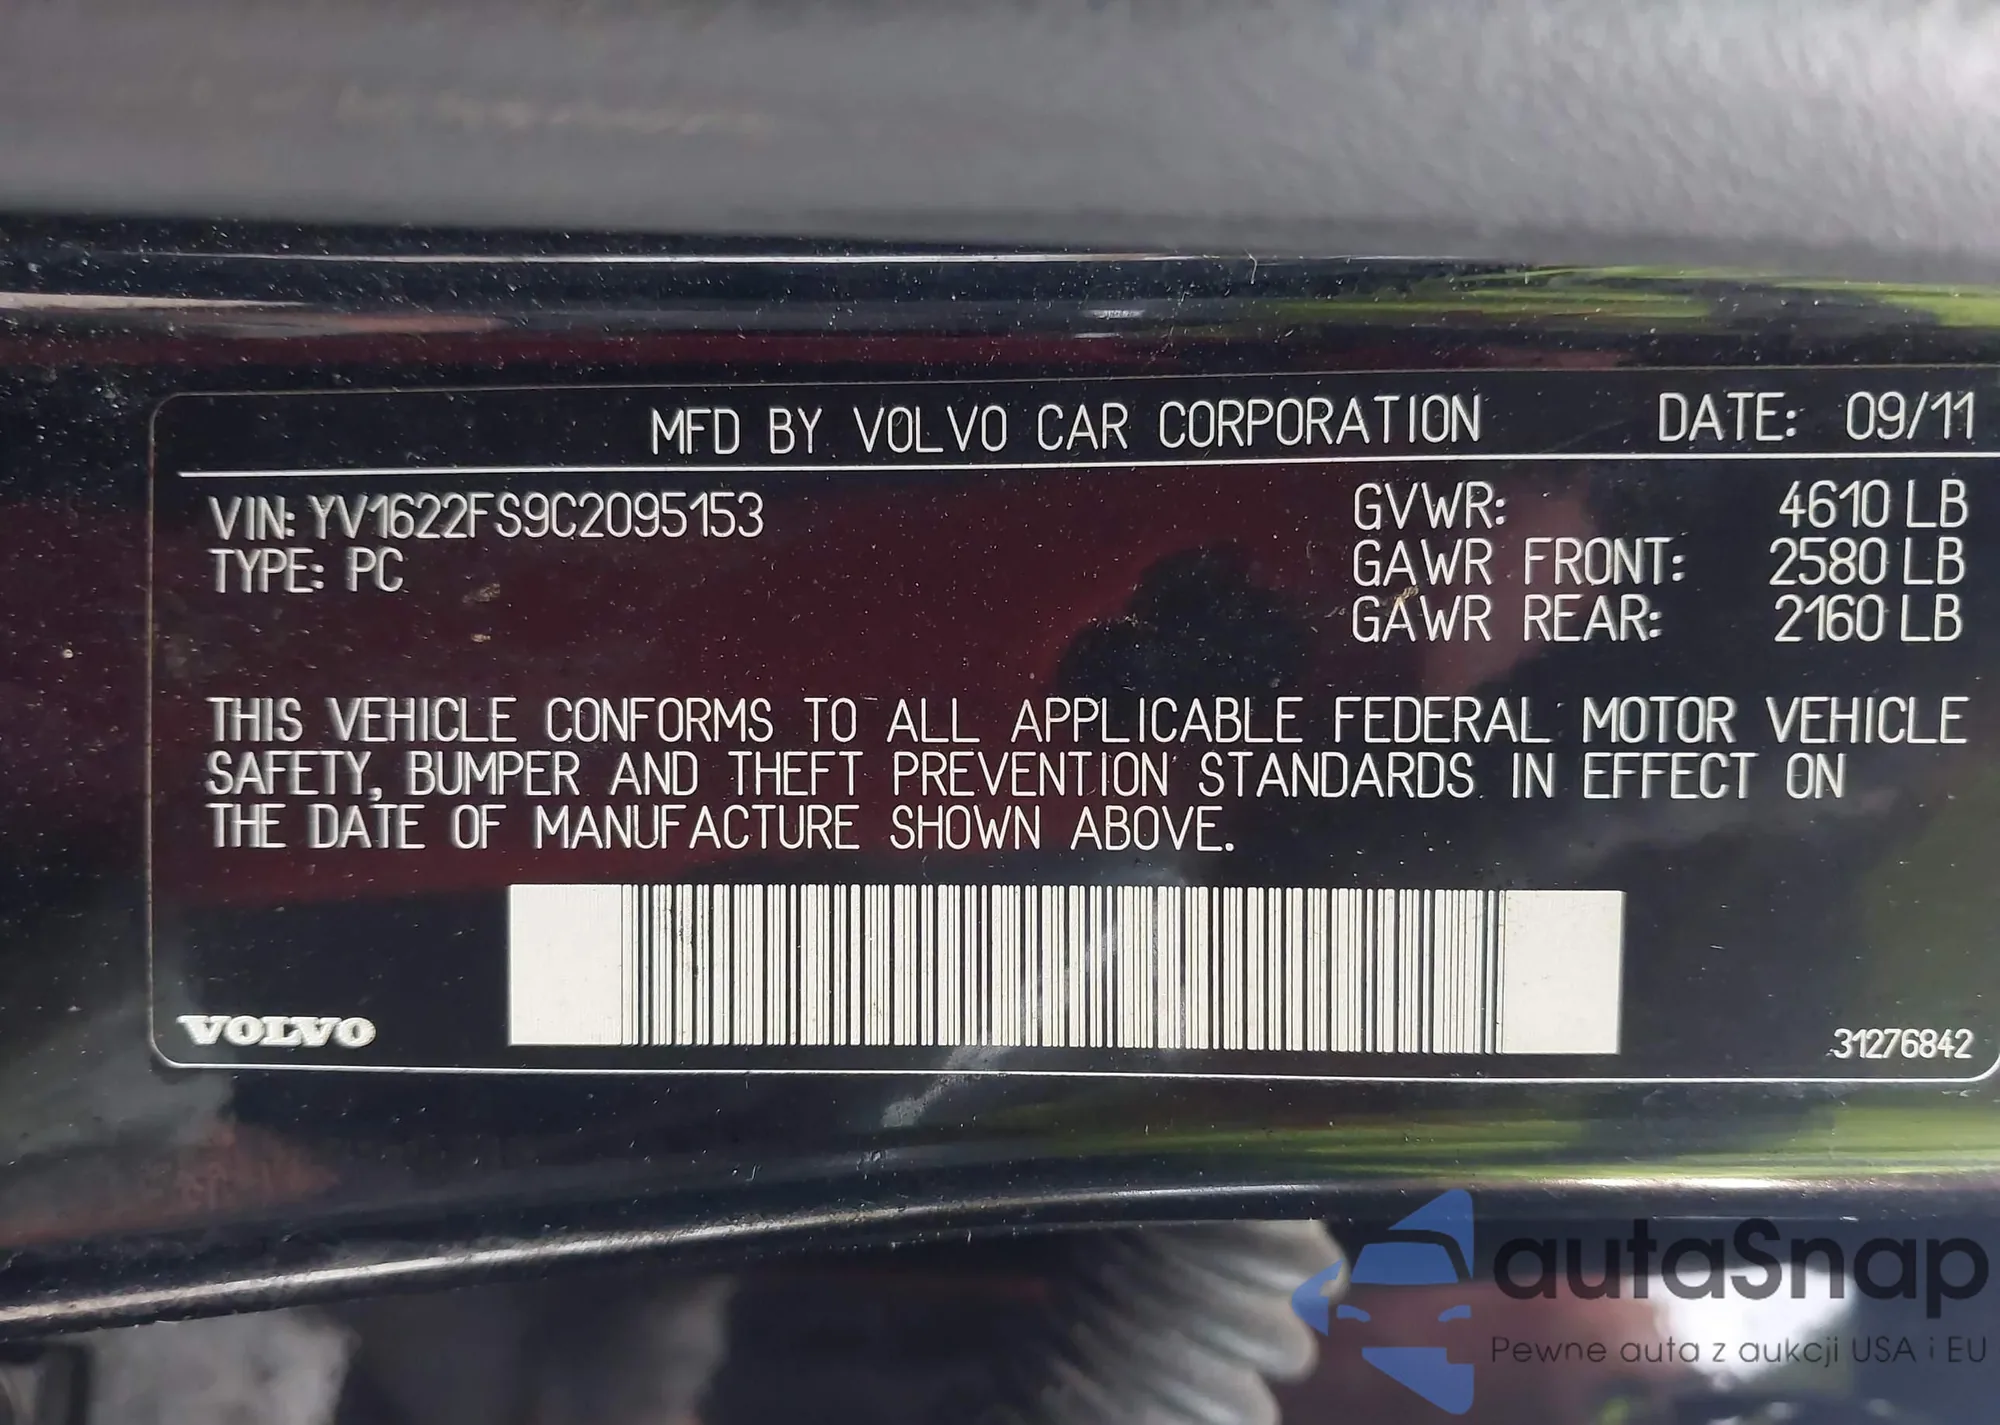 MFD BY VOLVO CAR CORPORATION DATE: 09/11
VIN: YV1622FS9C2095153 GVWR: 4610 LB
TYPE: PC GAWR FRONT: 2580 LB
GAWR REAR: 2160 LB
THIS VEHICLE CONFORMS TO ALL APPLICABLE FEDERAL MOTOR VEHICLE
SAFETY, BUMPER AND THEFT PREVENTION STANDARDS IN EFFECT ON
THE DATE OF MANUFACTURE SHOWN ABOVE.
VOLVO 31276842
autaSnap
Pewne auta z aukcji USA i EU